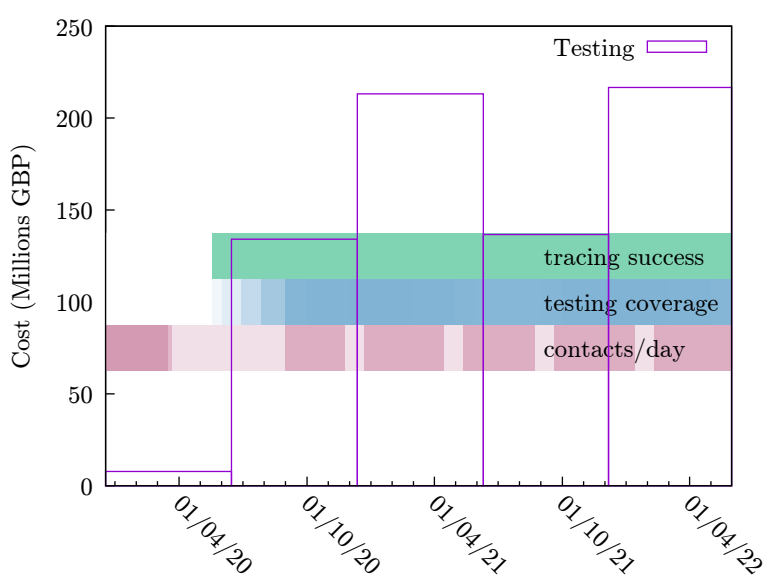 250
Testing
200
Cost (Millions GBP)
150
tracing success
testing coverage
100
contacts/day
50
0
01/04/20
01/10/20
01/04/21
01/10/21
01/04/22